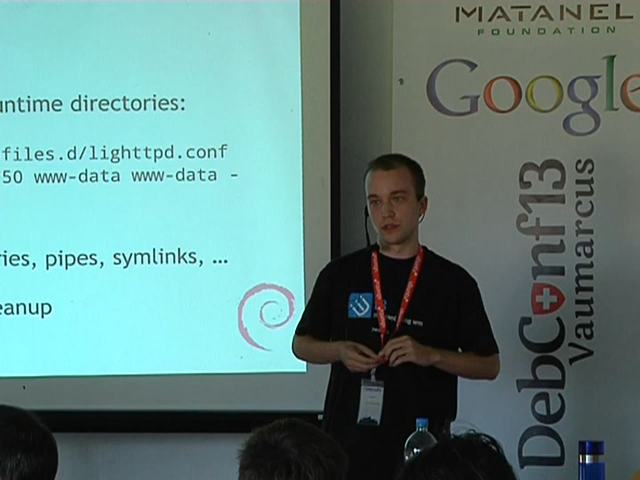 untime directories:
files.d/lighttpd.conf
50 www-data www-data -
ries, pipes, symlinks, ...
eanup
MATANEL
FOUNDATION
Google
DebConf13
Vaumarcus